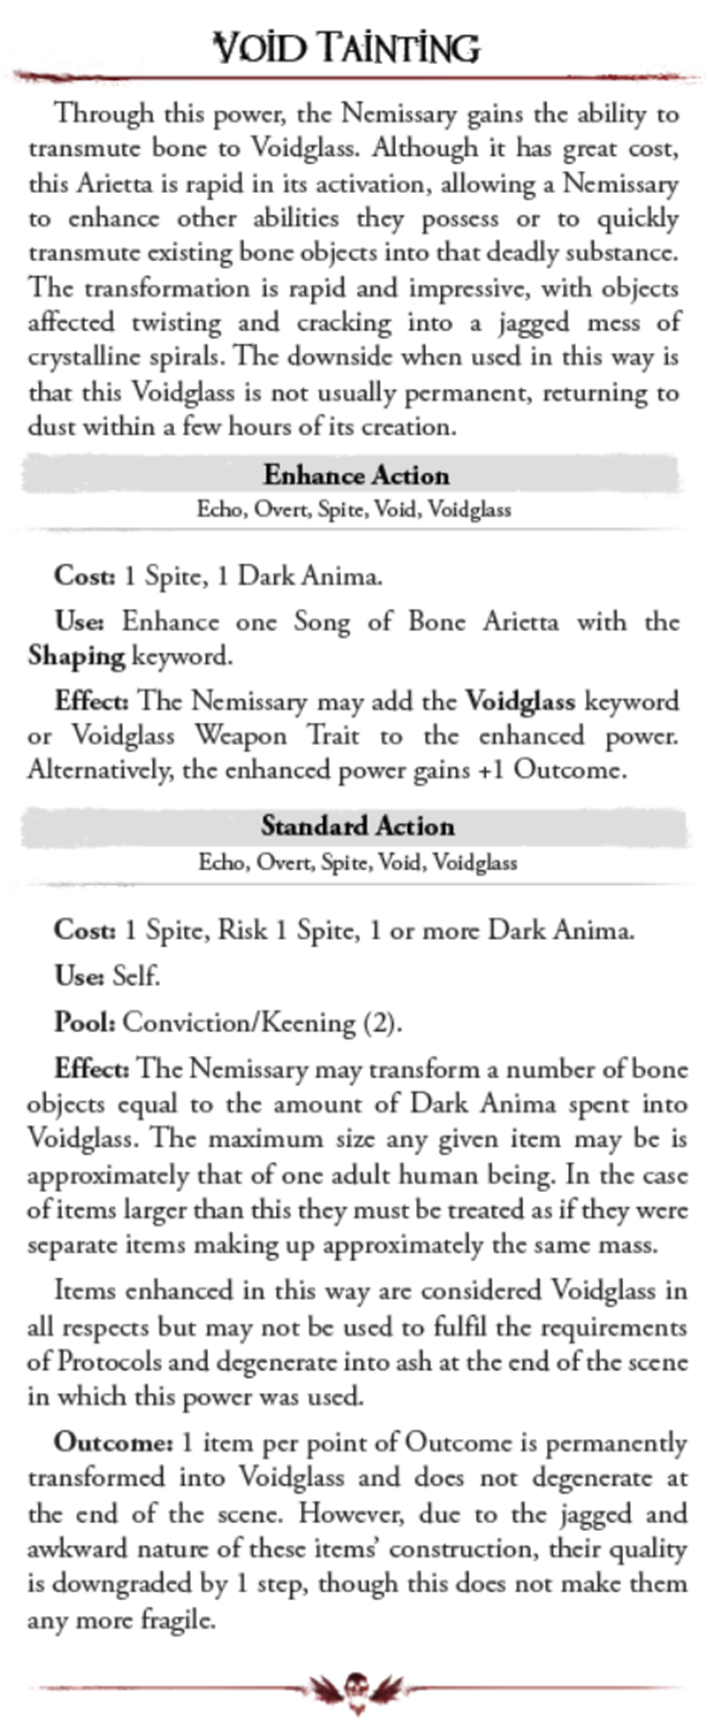 VOID TAINTING
Through this power, the Nemissary gains the ability to
transmute bone to Voidglass. Although it has great cost,
this Arietta is rapid in its activation, allowing a Nemissary
to enhance other abilities they possess or to quickly
transmute existing bone objects into that deadly substance.
The transformation is rapid and impressive, with objects
affected twisting and cracking into a jagged mess of
crystalline spirals. The downside when used in this way is
that this Voidglass is not usually permanent, returning to
dust within a few hours of its creation.
Enhance Action
Echo, Overt, Spite, Void, Voidglass
Cost: 1 Spite, 1 Dark Anima.
Use: Enhance one Song of Bone Arietta with the
Shaping keyword.
Effect: The Nemissary may add the Voidglass keyword
or Voidglass Weapon Trait to the enhanced power.
Alternatively, the enhanced power gains +1 Outcome.
Standard Action
Echo, Overt, Spite, Void, Voidglass
Cost: 1 Spite, Risk 1 Spite, 1 or more Dark Anima.
Use: Self.
Pool: Conviction/Keening (2).
Effect: The Nemissary may transform a number of bone
objects equal to the amount of Dark Anima spent into
Voidglass. The maximum size any given item may be is
approximately that of one adult human being. In the case
of items larger than this they must be treated as if they were
separate items making up approximately the same mass.
Items enhanced in this way are considered Voidglass in
all respects but may not be used to fulfil the requirements
of Protocols and degenerate into ash at the end of the scene
in which this power was used.
Outcome: 1 item per point of Outcome is permanently
transformed into Voidglass and does not degenerate at
the end of the scene. However, due to the jagged and
awkward nature of these items' construction, their quality
is downgraded by 1 step, though this does not make them
any more fragile.